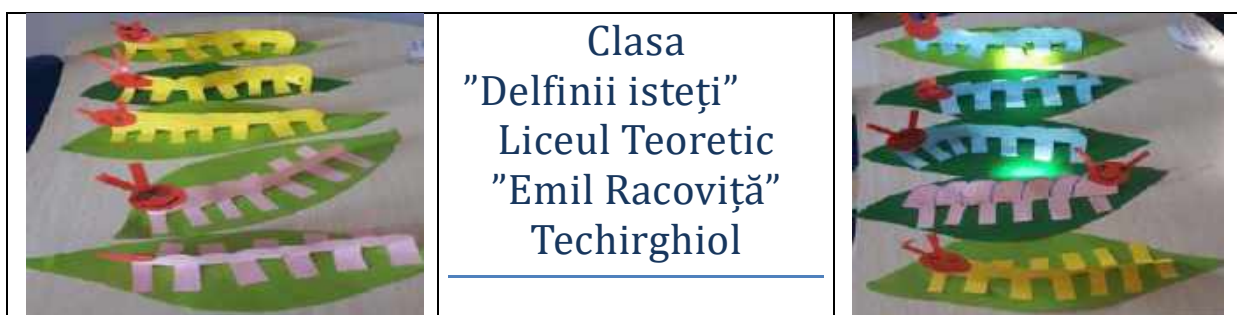 Clasa
”Delfinii isteți”
Liceul Teoretic
”Emil Racoviță”
Techirghiol